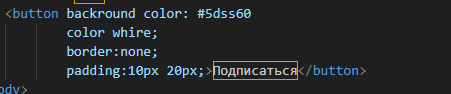 <button backround color: #5dss60
color whire;
border:none;
padding:10px 20px;>Подписаться</button>
ody>